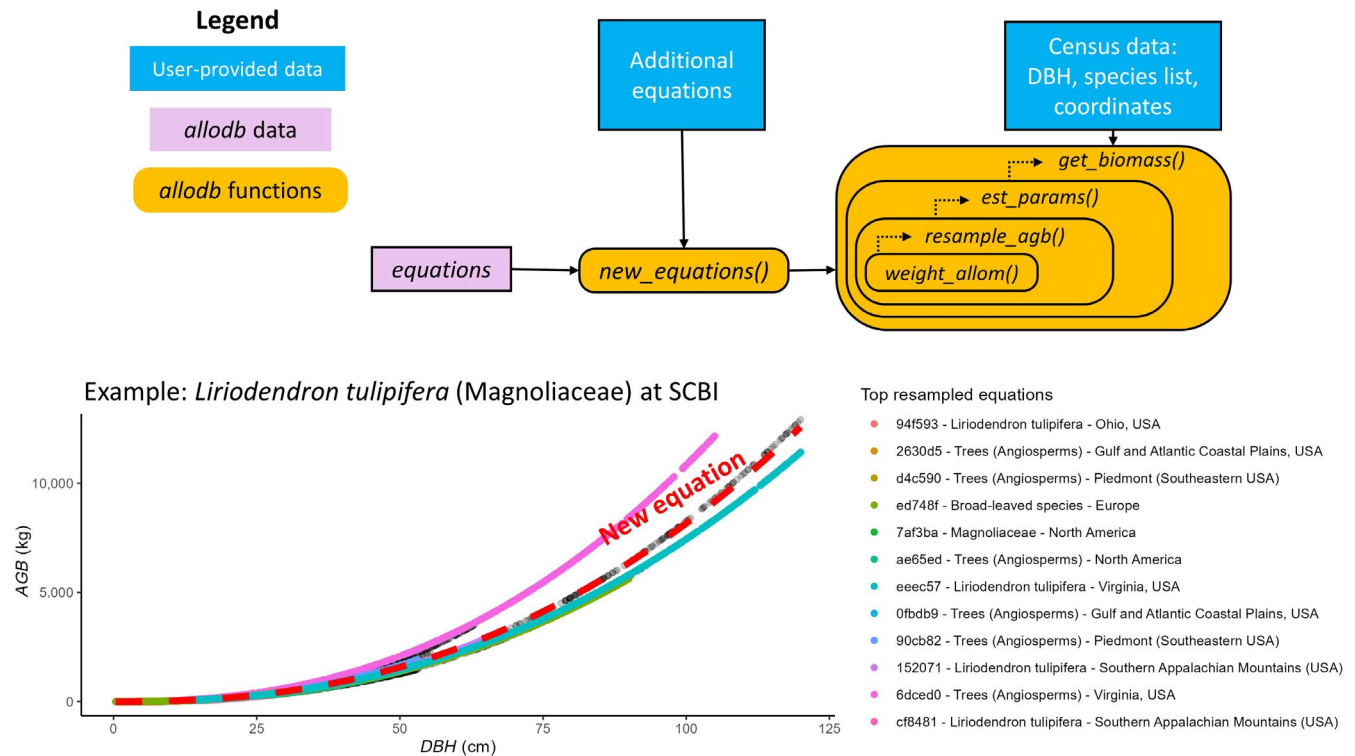 Legend
User-provided data
allodb data
allodb functions
Additional
equations
Census data:
DBH, species list,
coordinates
get_biomass()
est_params()
resample_agb()
weight_allom()
equations
new_equations()
Example: Liriodendron tulipifera (Magnoliaceae) at SCBI
New equation
AGB (kg)
10,000
5,000
0
0
25
50
75
100
125
DBH (cm)
Top resampled equations
94f593 - Liriodendron tulipifera - Ohio, USA
2630d5 - Trees (Angiosperms) - Gulf and Atlantic Coastal Plains, USA
d4c590 - Trees (Angiosperms) - Piedmont (Southeastern USA)
ed748f - Broad-leaved species - Europe
7af3ba - Magnoliaceae - North America
ae65ed - Trees (Angiosperms) - North America
eeec57 - Liriodendron tulipifera - Virginia, USA
0fbdb9 - Trees (Angiosperms) - Gulf and Atlantic Coastal Plains, USA
90cb82 - Trees (Angiosperms) - Piedmont (Southeastern USA)
152071 - Liriodendron tulipifera - Southern Appalachian Mountains (USA)
6dced0 - Trees (Angiosperms) - Virginia, USA
cf8481 - Liriodendron tulipifera - Southern Appalachian Mountains (USA)